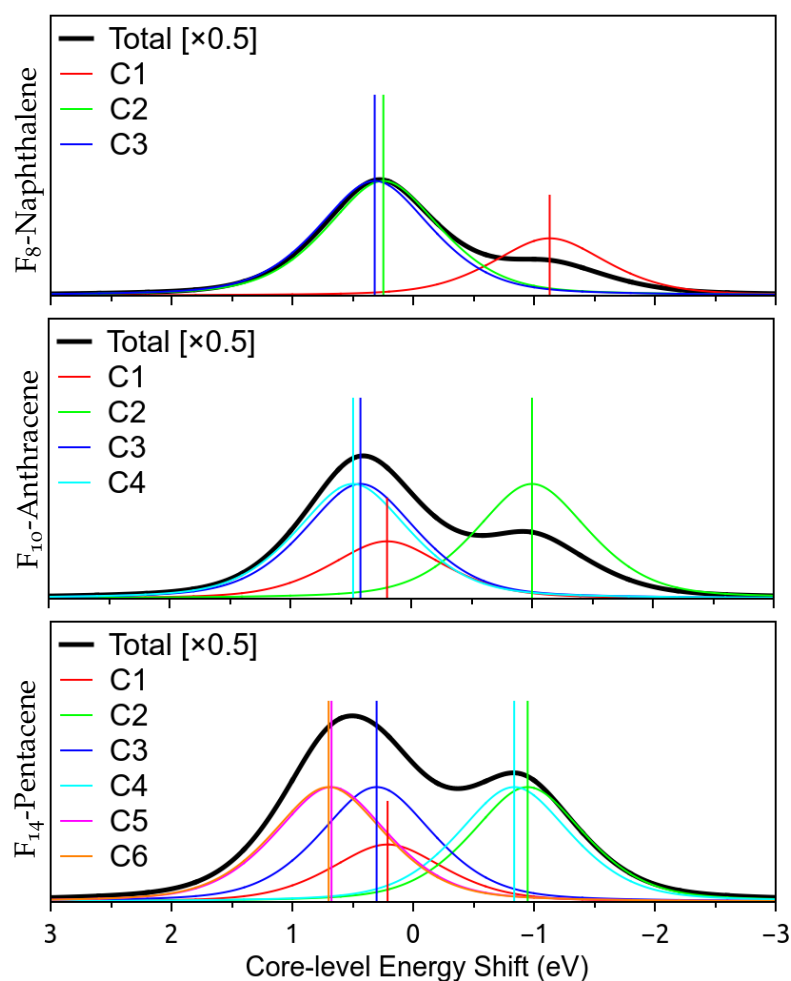 F₈-Naphthalene
Total [×0.5]
C1
C2
C3
F₁₀-Anthracene
Total [×0.5]
C1
C2
C3
C4
F₁₄-Pentacene
Total [×0.5]
C1
C2
C3
C4
C5
C6
3 2 1 0 −1 −2 −3
Core-level Energy Shift (eV)